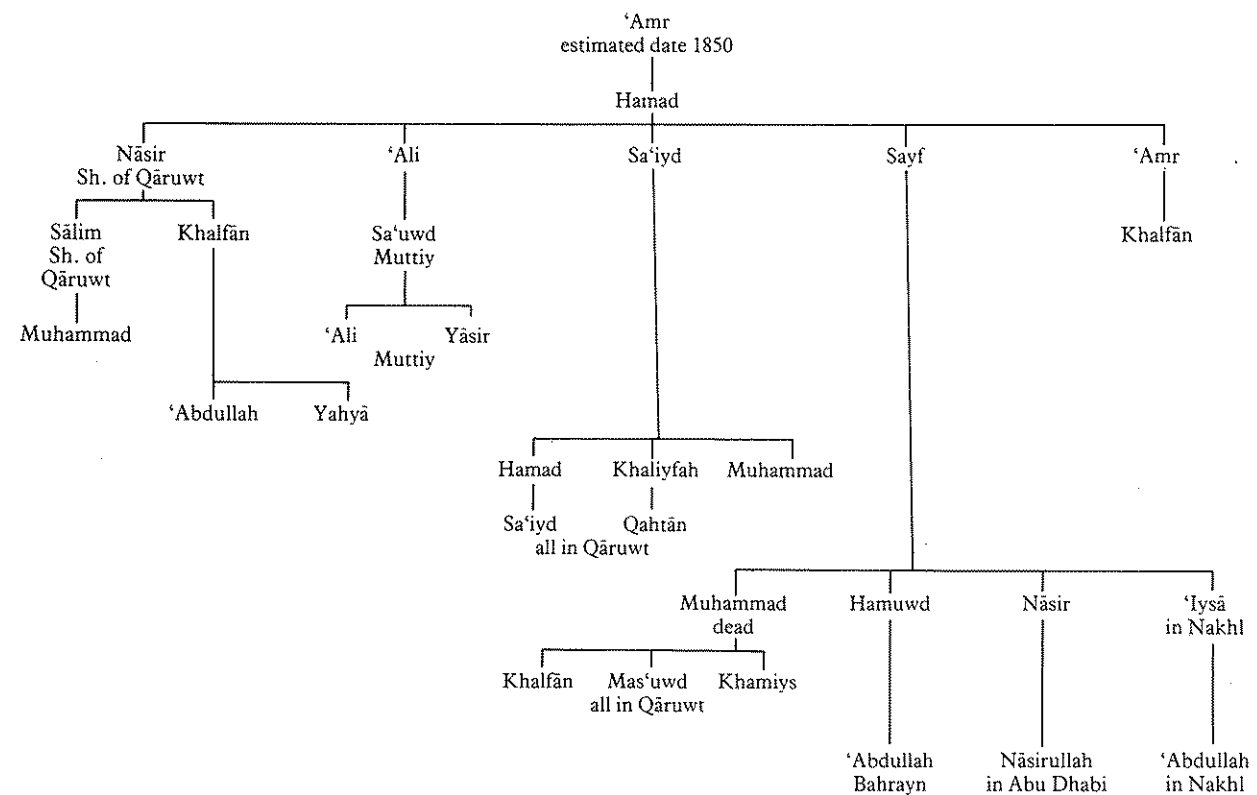 ‘Amr
estimated date 1850
Hamad
Nāsir
Sh. of Qāruwt
‘Ali
Sa‘iyd
Sayf
‘Amr
Sālim
Sh. of
Qāruwt
Khalfān
Sa‘uwd
Muttiy
Khalfān
Muhammad
‘Ali
Yāsir
Muttiy
‘Abdullah
Yahyā
Hamad
Khaliyfah
Muhammad
Sa‘iyd
Qahtān
all in Qāruwt
Muhammad
dead
Hamuwd
Nāsir
‘Iysā
in Nakhl
Khalfān
Mas‘uwd
Khamiys
all in Qāruwt
‘Abdullah
Bahrayn
Nāsirullah
in Abu Dhabi
‘Abdullah
in Nakhl